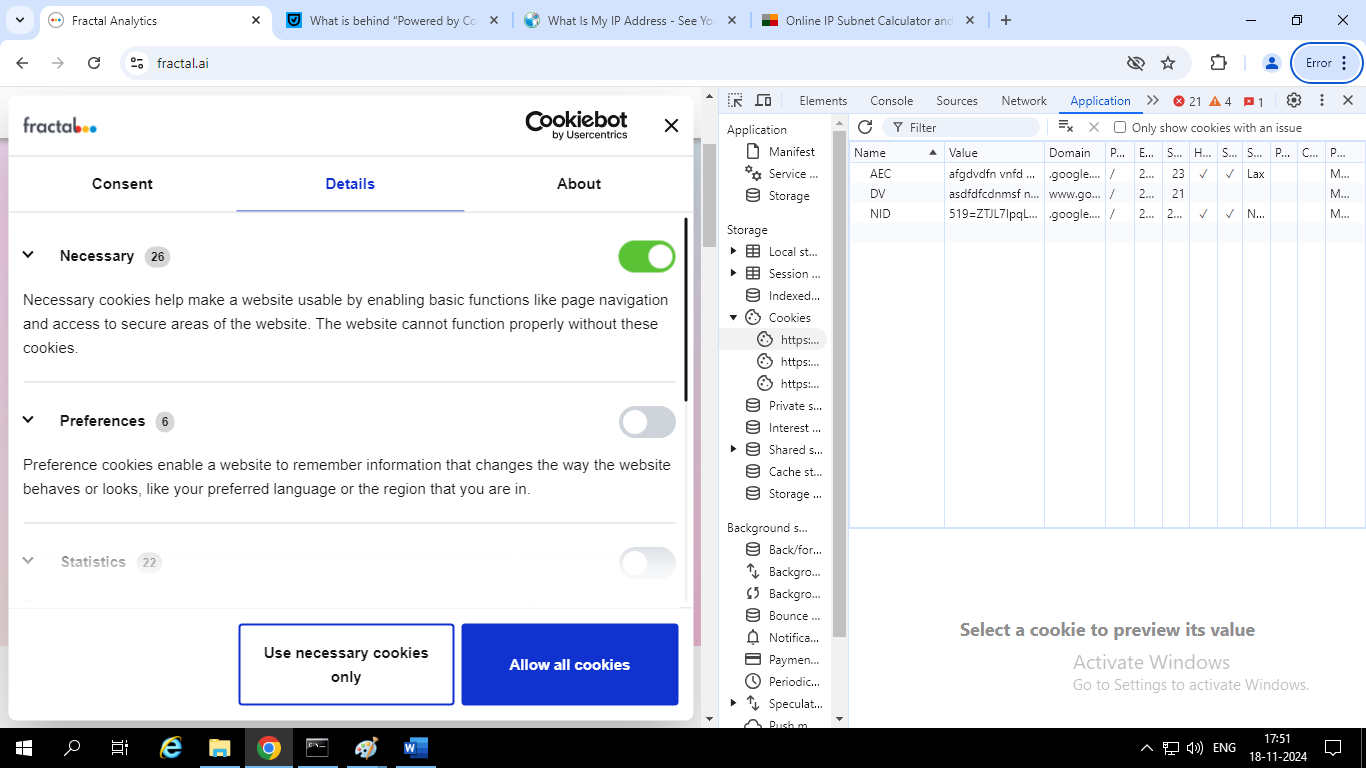 Fractal Analytics
What is behind “Powered by Co
What Is My IP Address - See Yo
Online IP Subnet Calculator and
fractal.ai
Error
fractal
Cookiebot
by Usercentrics
Consent
Details
About
Necessary 26
Necessary cookies help make a website usable by enabling basic functions like page navigation
and access to secure areas of the website. The website cannot function properly without these
cookies.
Preferences 6
Preference cookies enable a website to remember information that changes the way the website
behaves or looks, like your preferred language or the region that you are in.
Statistics 22
Use necessary cookies
only
Allow all cookies
Elements Console Sources Network Application 21 4 1
Application
Manifest
Service ...
Storage
Storage
Local st...
Session ...
Indexed...
Cookies
https:...
https:...
https:...
Private s...
Interest ...
Shared s...
Cache st...
Storage ...
Background s...
Back/for...
Backgro...
Backgro...
Bounce ...
Notifica...
Paymen...
Periodic...
Speculat...
Push m...
Filter
Only show cookies with an issue
Name Value Domain P... E... S... H... S... S... P... C... P...
AEC afgdvdfn vnfd ... .google.... / 2... 23 ✓ ✓ Lax M...
DV asdfdfcdnmsf n... www.go... / 2... 21 M...
NID 519=ZTJL7IpqL... .google.... / 2... 2... ✓ ✓ N... M...
Select a cookie to preview its value
Activate Windows
Go to Settings to activate Windows.
ENG
17:51
18-11-2024